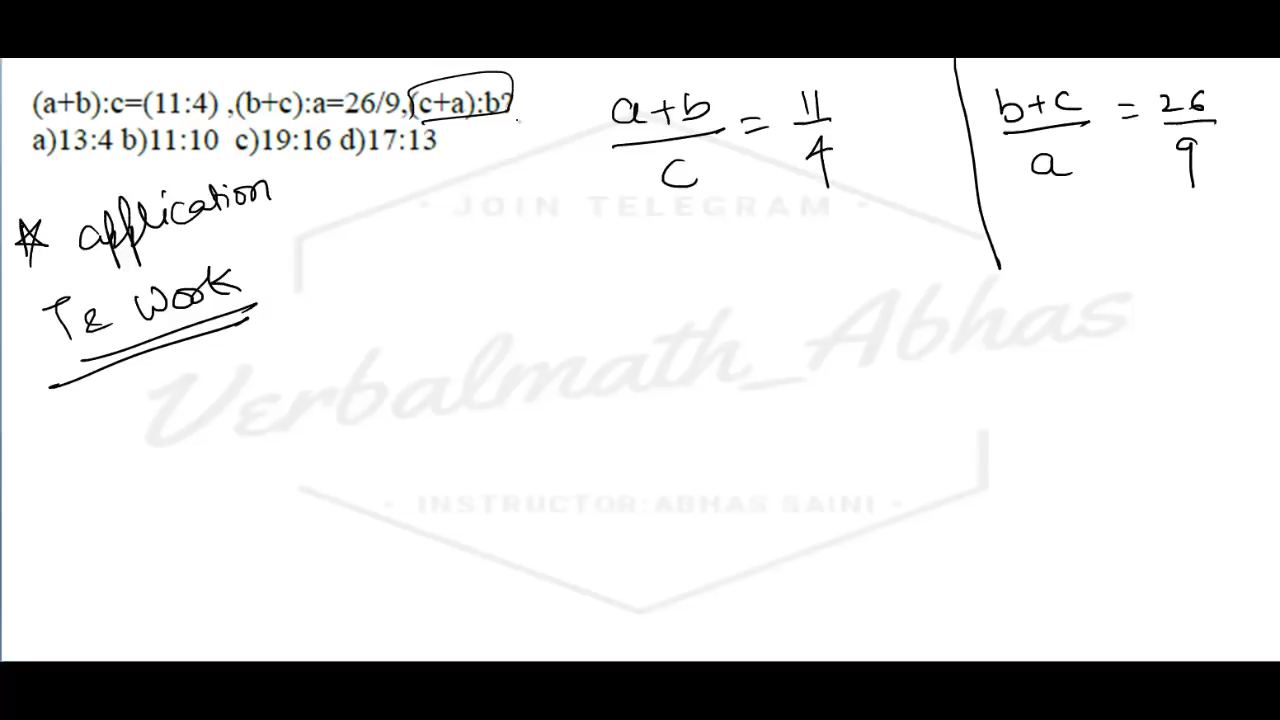 (a+b):c=(11:4) ,(b+c):a=26/9,(c+a):b?
a)13:4 b)11:10 c)19:16 d)17:13
a+b/c = 11/4
b+c/a = 26/9
application
T & Work
· JOIN TELEGRAM ·
Verbalmath_Abhas
· INSTRUCTOR:ABHAS SAINI ·